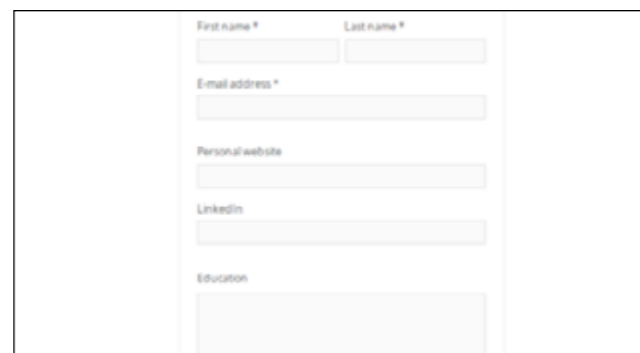 First name * Last name *
E-mail address *
Personal website
LinkedIn
Education